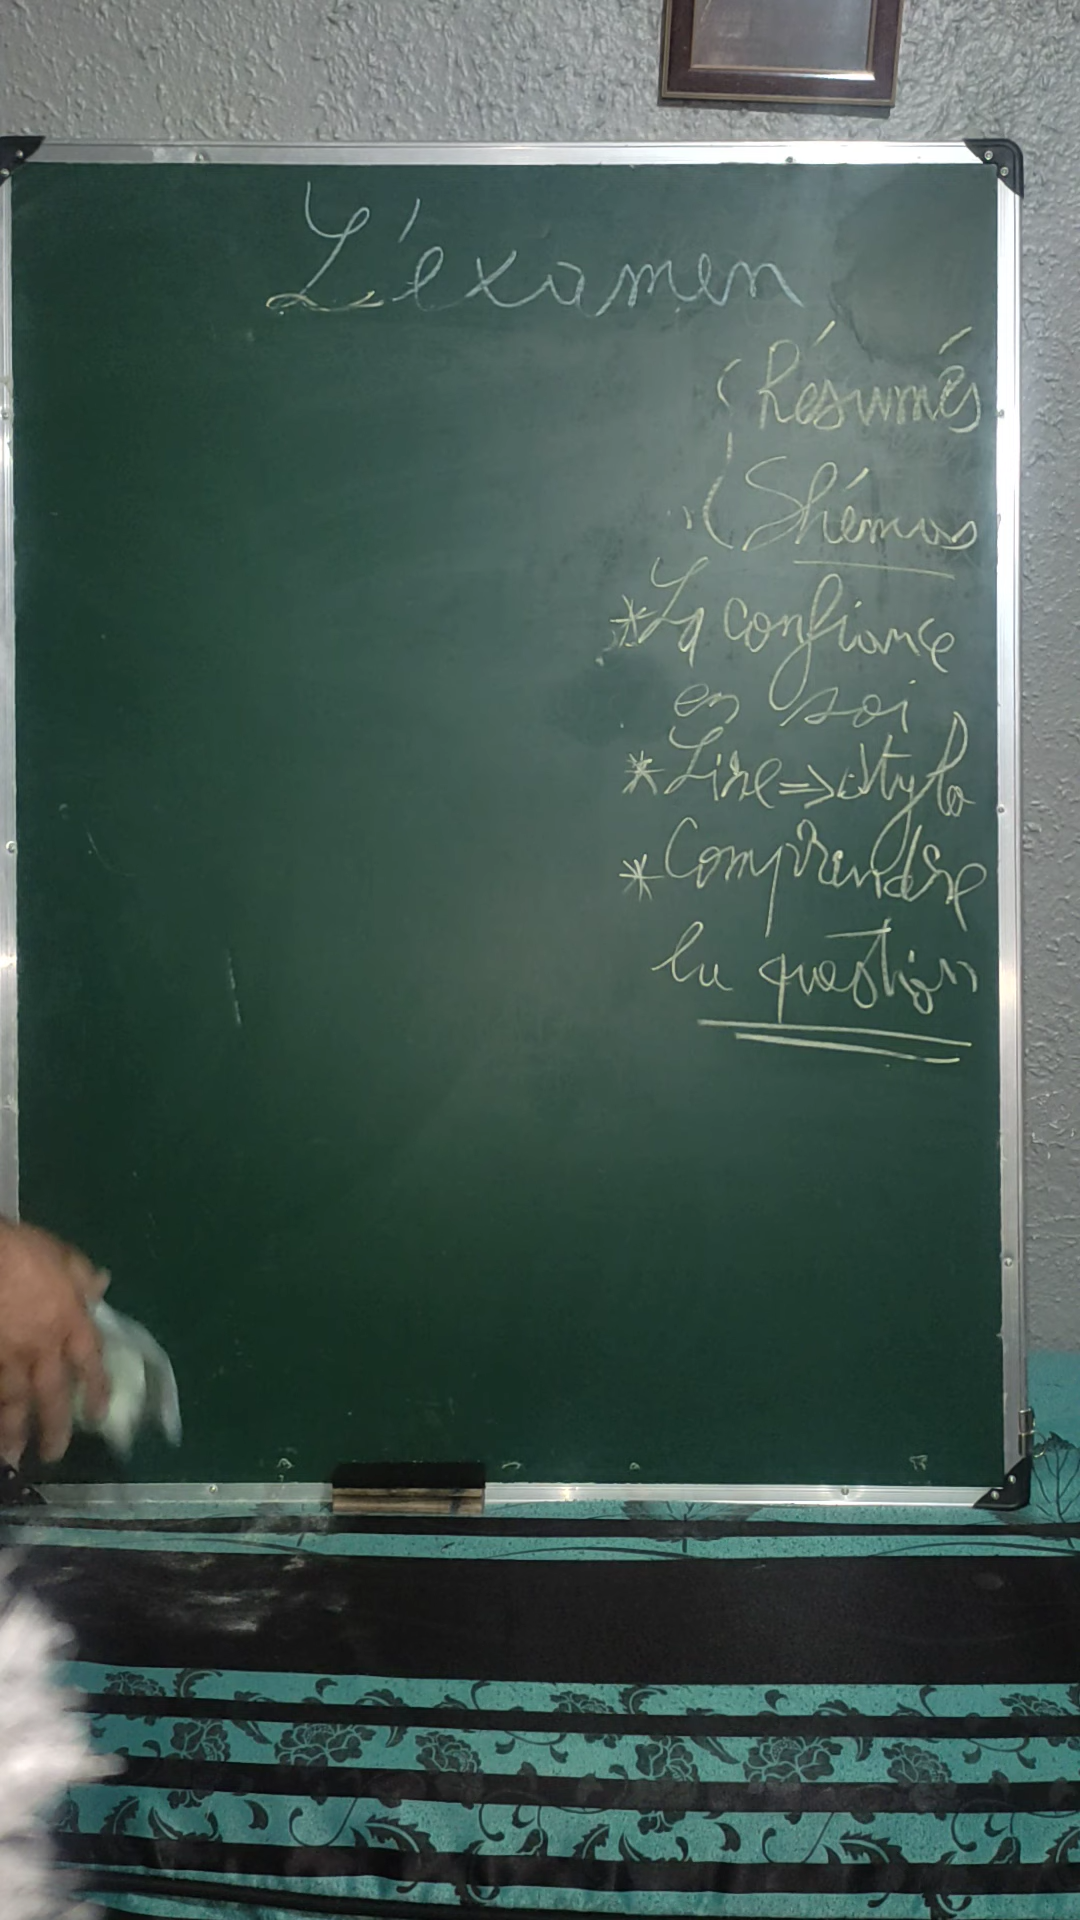 L'examen
Résumés
Shémas
* La confiance
en soi
* Lire => stylo
* Comprendre
la question